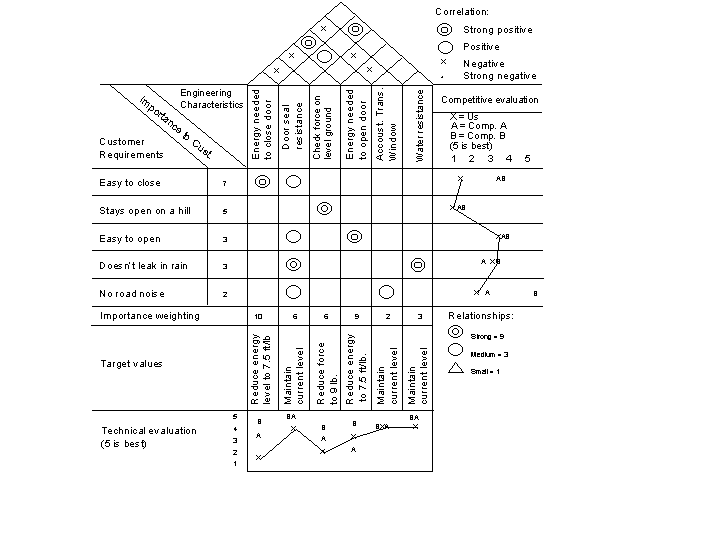 Correlation:
Strong positive
Positive
x Negative
Strong negative
Engineering
Characteristics
Importance to Cust.
Customer
Requirements
Energy needed
to close door
Door seal
resistance
Check force on
level ground
Energy needed
to open door
Accoust. Trans.
Window
Water resistance
Competitive evaluation
X = Us
A = Comp. A
B = Comp. B
(5 is best)
1 2 3 4 5
Easy to close 7 X AB
Stays open on a hill 5 X AB
Easy to open 3 X AB
Doesn't leak in rain 3 A X B
No road noise 2 X A B
Importance weighting 10 6 6 9 2 3
Relationships:
Strong = 9
Medium = 3
Small = 1
Target values
Reduce energy
level to 7.5 ft/lb
Maintain
current level
Reduce force
to 9 lb.
Reduce energy
to 7.5 ft/lb.
Maintain
current level
Maintain
current level
Technical evaluation
(5 is best)
5
4
3
2
1
B A X
BA X
B A X
B X A
BXA
BA X